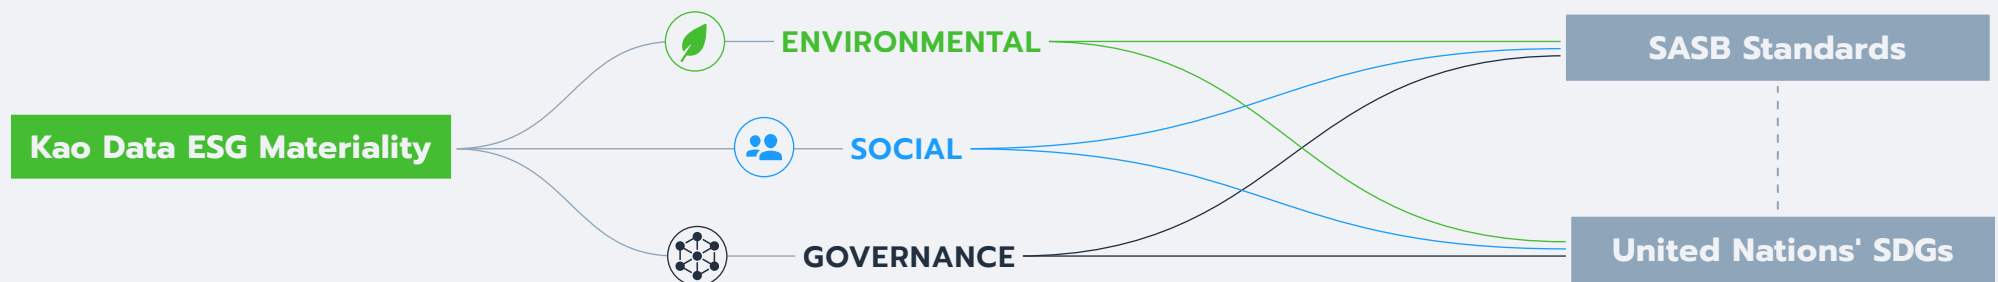 Kao Data ESG Materiality
ENVIRONMENTAL
SOCIAL
GOVERNANCE
SASB Standards
United Nations' SDGs